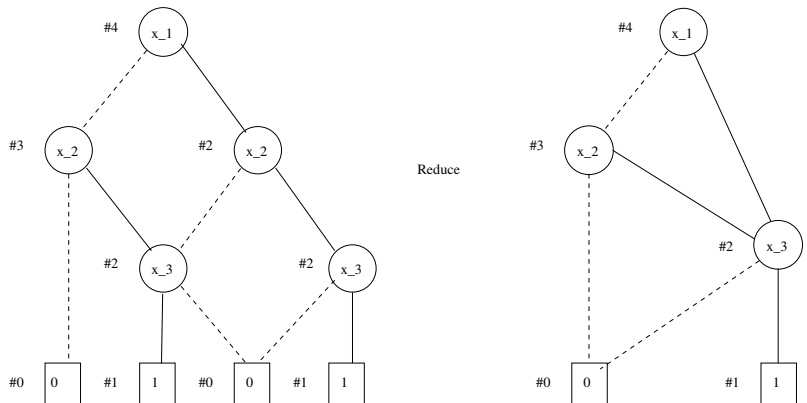 #4 x_1 #4 x_1
#3 x_2 #2 x_2 Reduce #3 x_2
#2 x_3 #2 x_3 #2 x_3
#0 0 #1 1 #0 0 #1 1 #0 0 #1 1